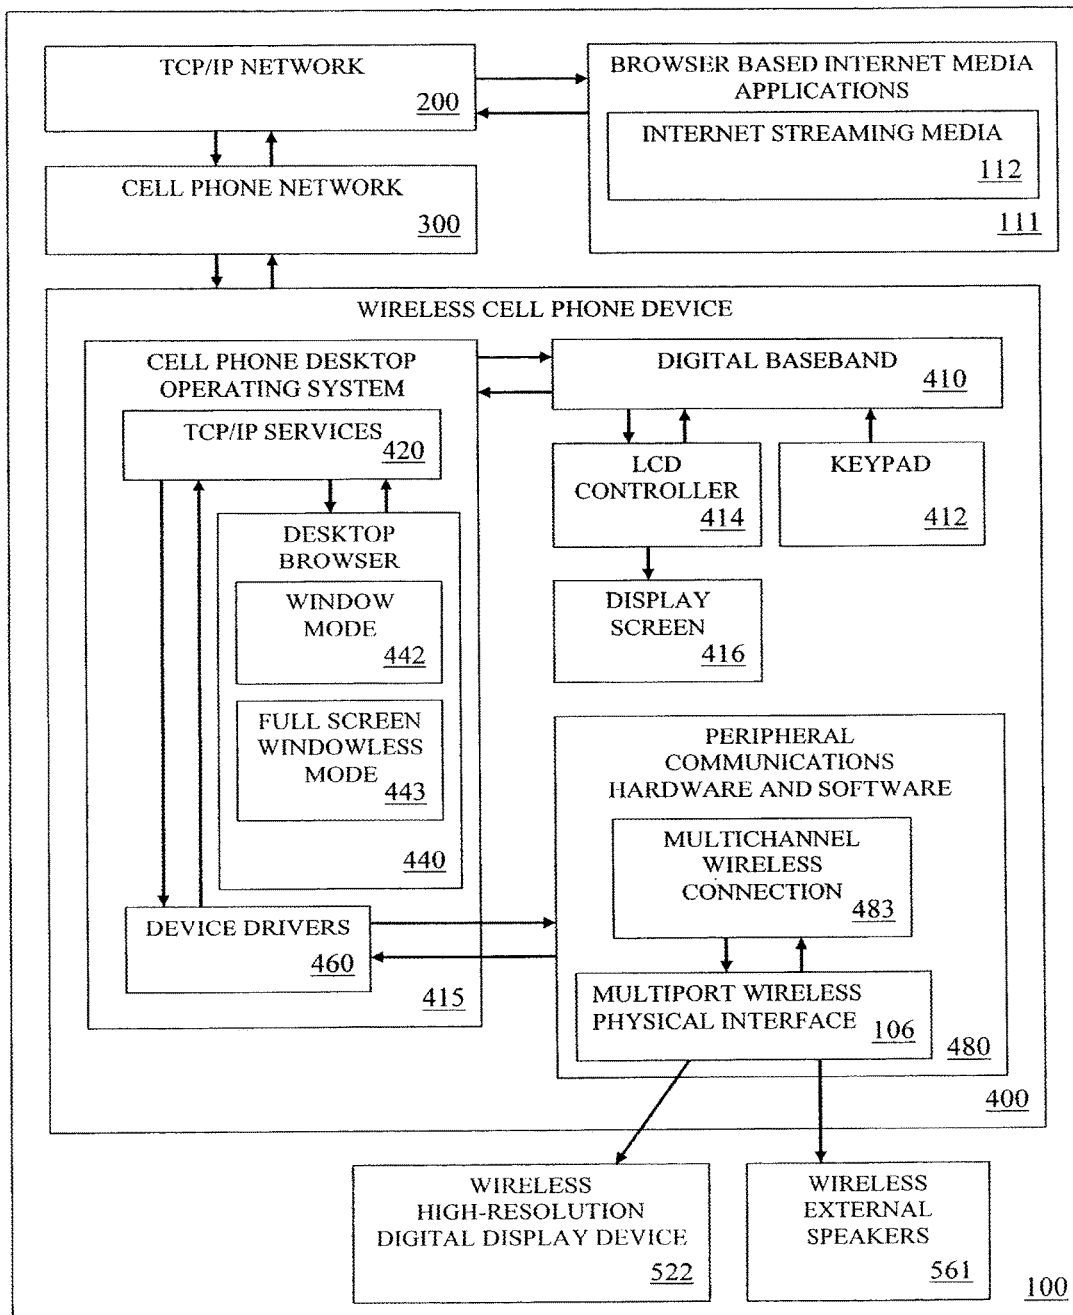 TCP/IP NETWORK
200
BROWSER BASED INTERNET MEDIA
APPLICATIONS
INTERNET STREAMING MEDIA
112
111
CELL PHONE NETWORK
300
WIRELESS CELL PHONE DEVICE
CELL PHONE DESKTOP
OPERATING SYSTEM
TCP/IP SERVICES
420
DESKTOP
BROWSER
WINDOW
MODE
442
FULL SCREEN
WINDOWLESS
MODE
443
440
DEVICE DRIVERS
460
415
DIGITAL BASEBAND
410
LCD
CONTROLLER
414
KEYPAD
412
DISPLAY
SCREEN
416
PERIPHERAL
COMMUNICATIONS
HARDWARE AND SOFTWARE
MULTICHANNEL
WIRELESS
CONNECTION
483
MULTIPORT WIRELESS
PHYSICAL INTERFACE
106
480
400
WIRELESS
HIGH-RESOLUTION
DIGITAL DISPLAY DEVICE
522
WIRELESS
EXTERNAL
SPEAKERS
561
100